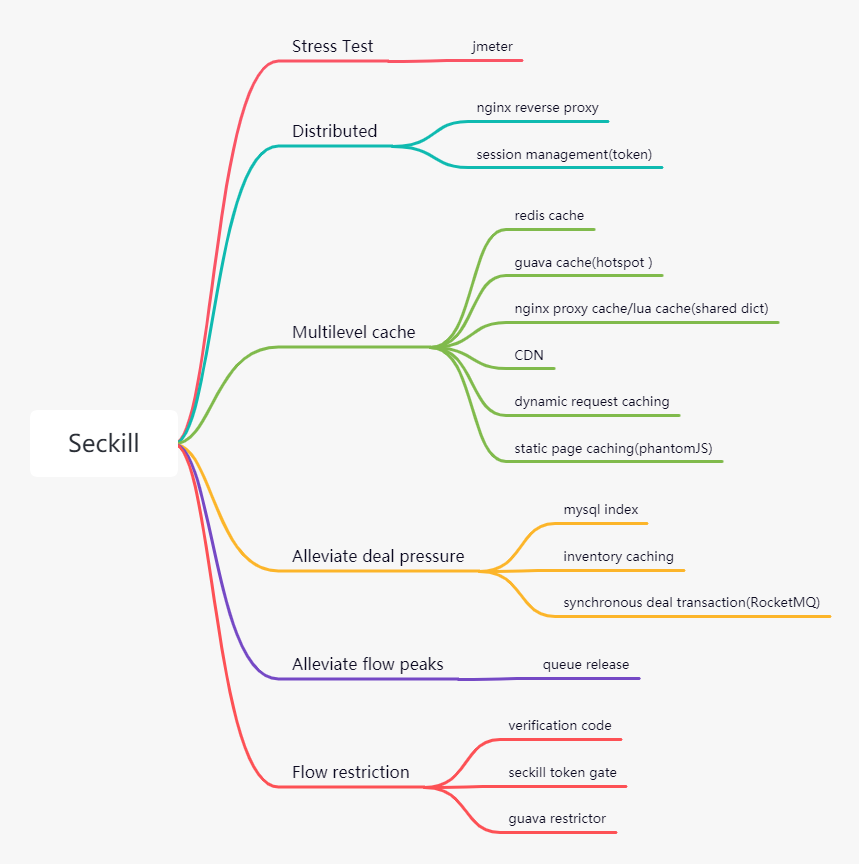 Seckill
Stress Test
jmeter
Distributed
nginx reverse proxy
session management(token)
Multilevel cache
redis cache
guava cache(hotspot )
nginx proxy cache/lua cache(shared dict)
CDN
dynamic request caching
static page caching(phantomJS)
Alleviate deal pressure
mysql index
inventory caching
synchronous deal transaction(RocketMQ)
Alleviate flow peaks
queue release
Flow restriction
verification code
seckill token gate
guava restrictor